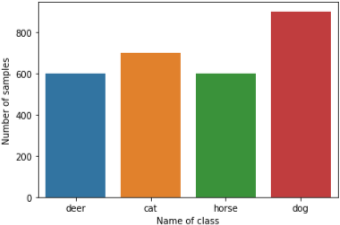 800
600
400
200
0
Number of samples
deer cat horse dog
Name of class